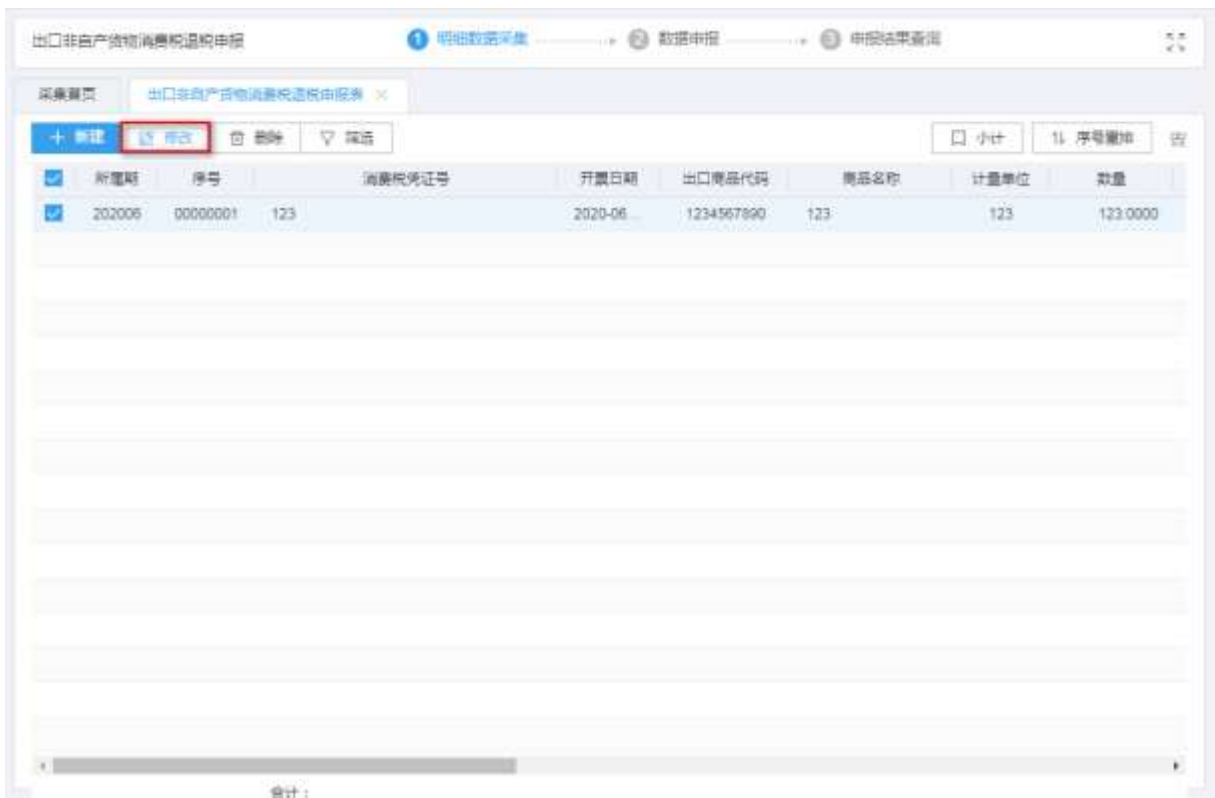 出口非自产货物消费税退税申报 1 明细数据采集 2 数据申报 3 申报结果查询
采集首页 出口非自产货物消费税退税申报表 ×
+ 新建 修改 删除 筛选 小计 序号重排
所属期 序号 消费税凭证号 开票日期 出口商品代码 商品名称 计量单位 数量
202006 00000001 123 2020-06... 1234567890 123 123 123.0000
合计：